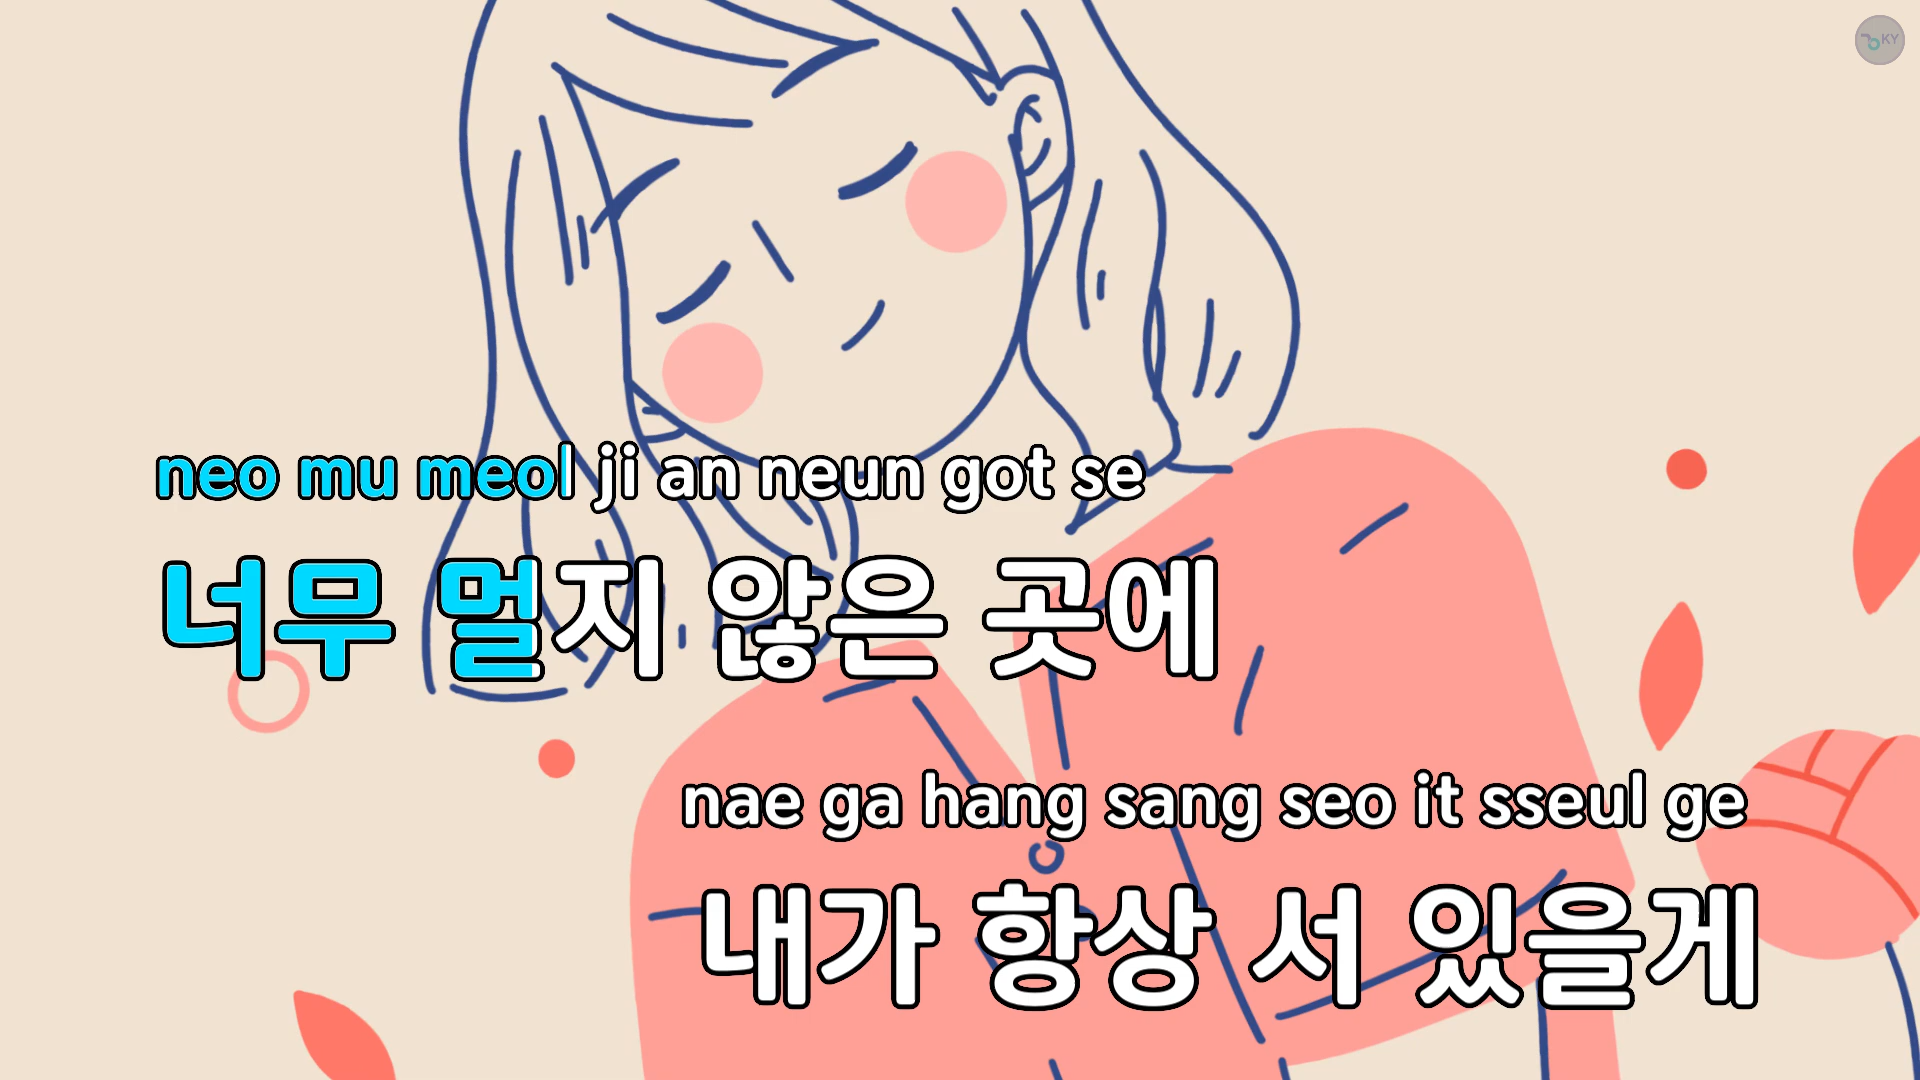 KY
neo mu meol ji an neun got se
너무 멀지 않은 곳에
nae ga hang sang seo it sseul ge
내가 항상 서 있을게